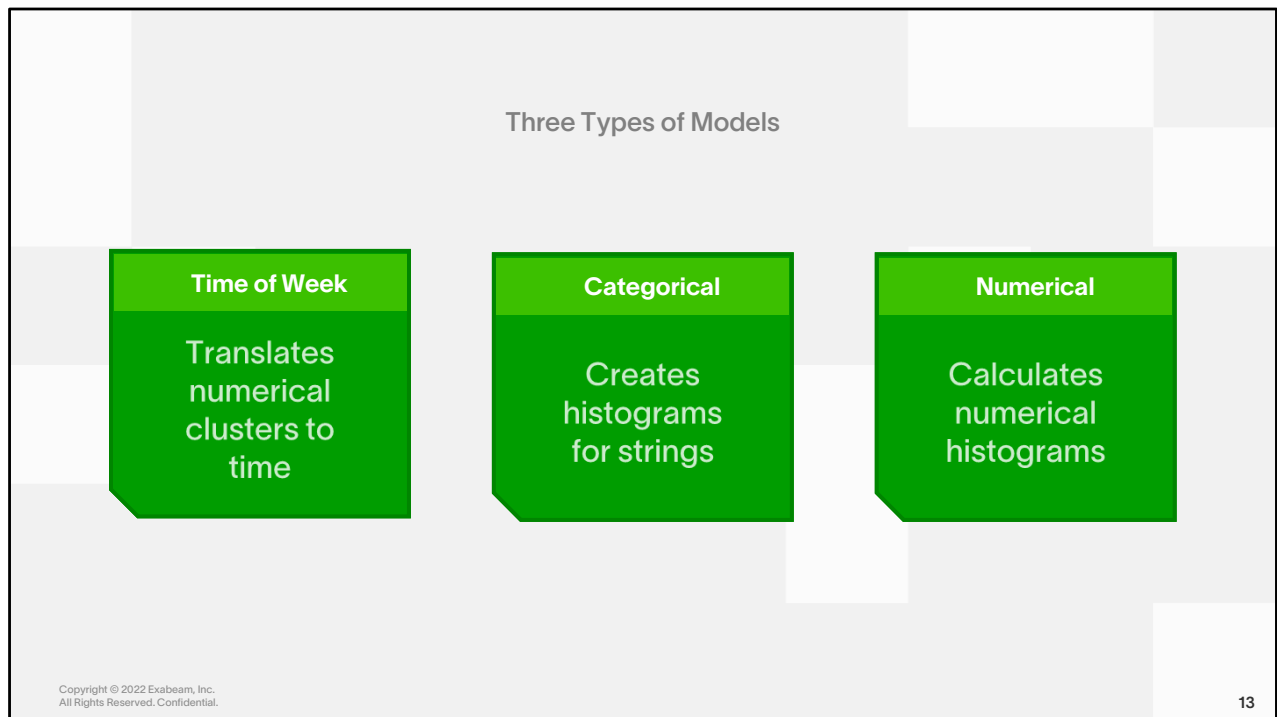 Three Types of Models
Time of Week
Translates
numerical
clusters to
time
Categorical
Creates
histograms
for strings
Numerical
Calculates
numerical
histograms
Copyright © 2022 Exabeam, Inc.
All Rights Reserved. Confidential.
13